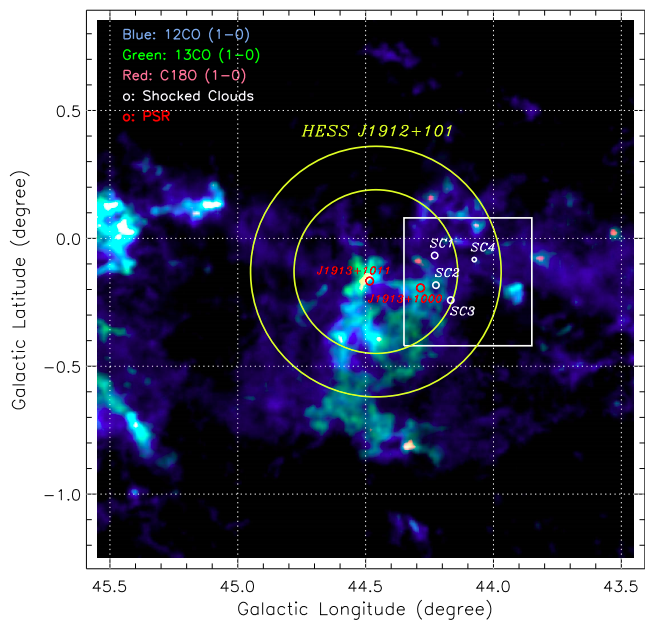 Blue: 12CO (1-0)
Green: 13CO (1-0)
Red: C18O (1-0)
o: Shocked Clouds
o: PSR
HESS J1912+101
0.5
0.0
-0.5
-1.0
SC1
SC4
J1913+1011
SC2
J1913+1000
SC3
45.5
45.0
44.5
44.0
43.5
Galactic Latitude (degree)
Galactic Longitude (degree)